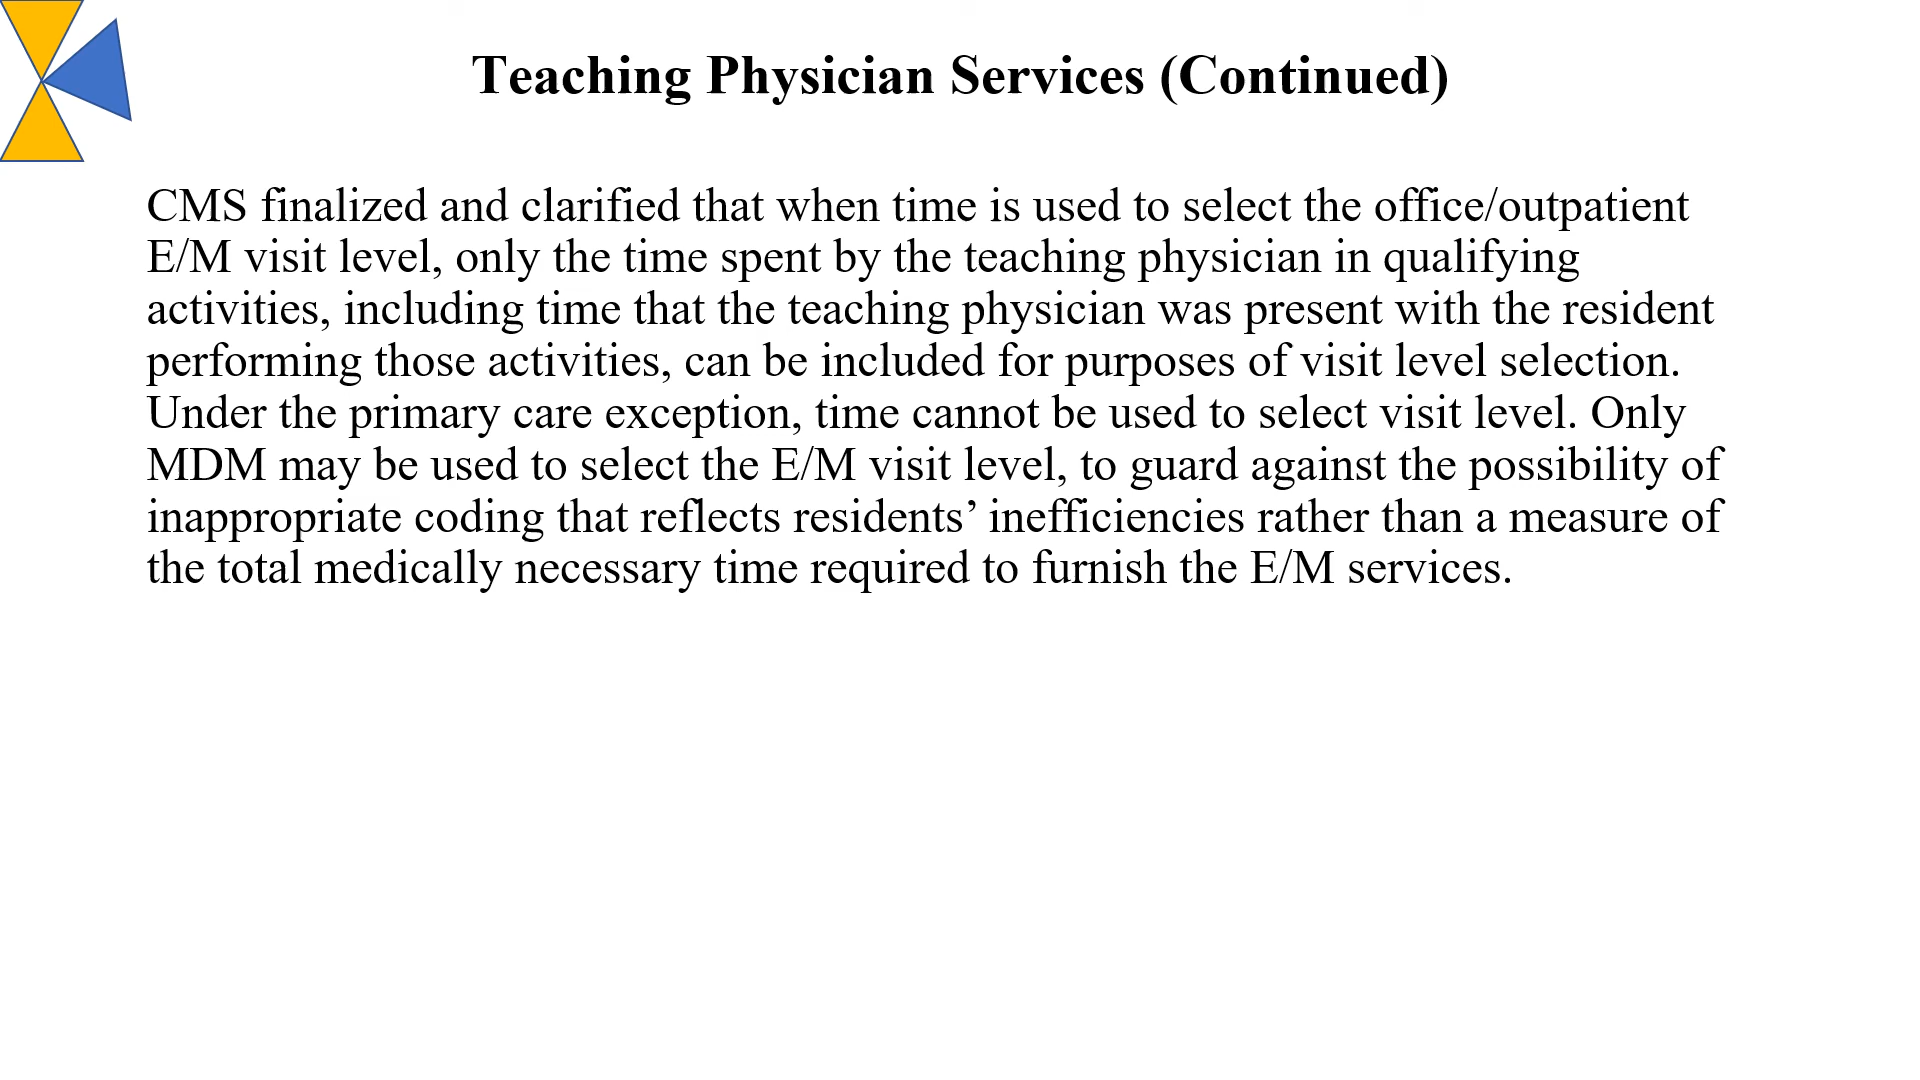 Teaching Physician Services (Continued)
CMS finalized and clarified that when time is used to select the office/outpatient
E/M visit level, only the time spent by the teaching physician in qualifying
activities, including time that the teaching physician was present with the resident
performing those activities, can be included for purposes of visit level selection.
Under the primary care exception, time cannot be used to select visit level. Only
MDM may be used to select the E/M visit level, to guard against the possibility of
inappropriate coding that reflects residents’ inefficiencies rather than a measure of
the total medically necessary time required to furnish the E/M services.